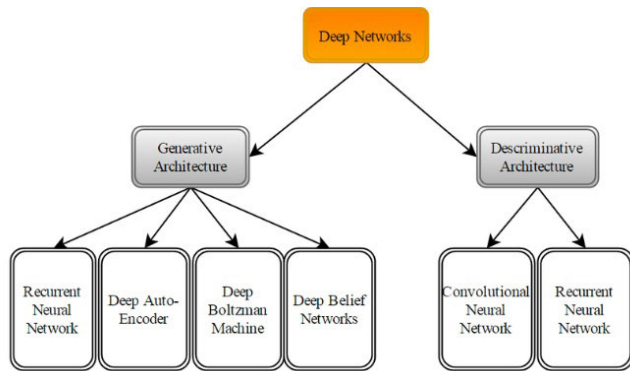 Deep Networks
Generative
Architecture
Descriminative
Architecture
Recurrent
Neural
Network
Deep Auto-
Encoder
Deep
Boltzman
Machine
Deep Belief
Networks
Convolutional
Neural
Network
Recurrent
Neural
Network